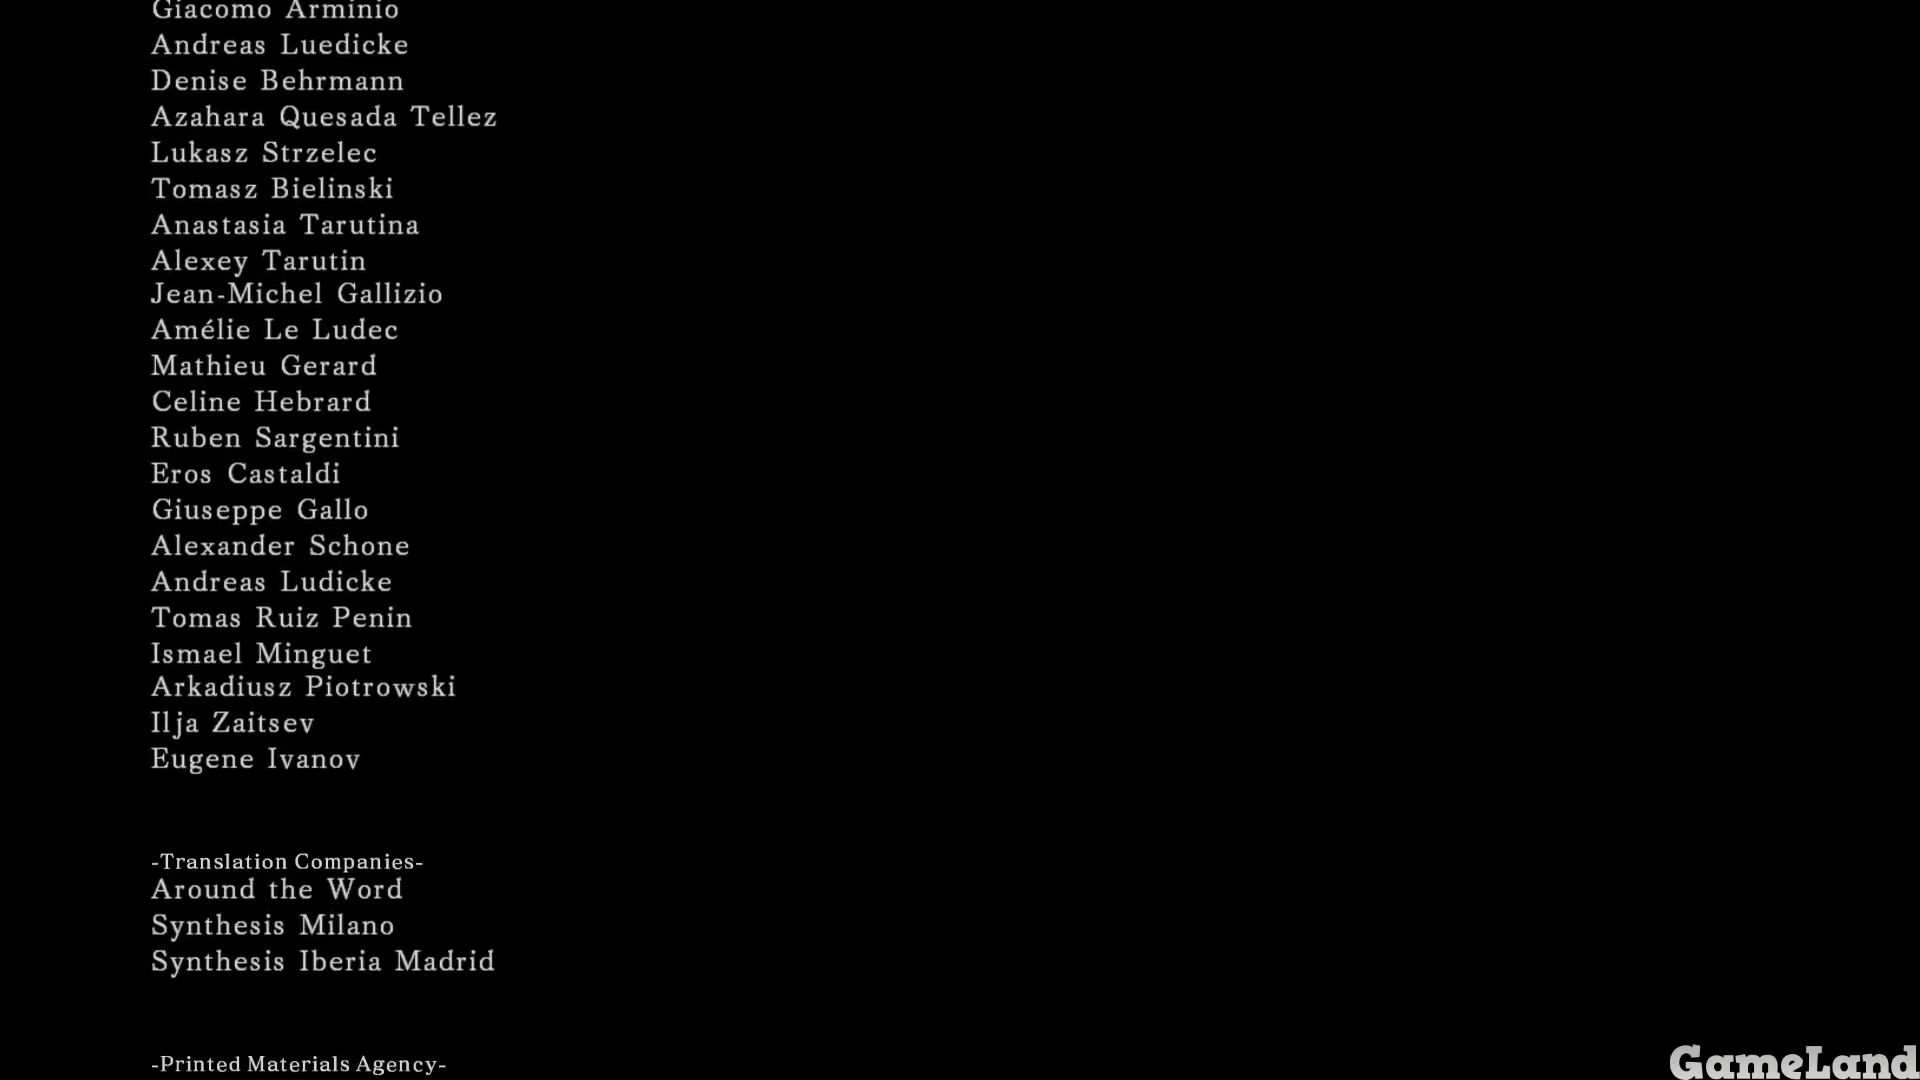 Giacomo Arminio
Andreas Luedicke
Denise Behrmann
Azahara Quesada Tellez
Lukasz Strzelec
Tomasz Bielinski
Anastasia Tarutina
Alexey Tarutin
Jean-Michel Gallizio
Amélie Le Ludec
Mathieu Gerard
Celine Hebrard
Ruben Sargentini
Eros Castaldi
Giuseppe Gallo
Alexander Schone
Andreas Ludicke
Tomas Ruiz Penin
Ismael Minguet
Arkadiusz Piotrowski
Ilja Zaitsev
Eugene Ivanov
-Translation Companies-
Around the Word
Synthesis Milano
Synthesis Iberia Madrid
-Printed Materials Agency-
GameLand